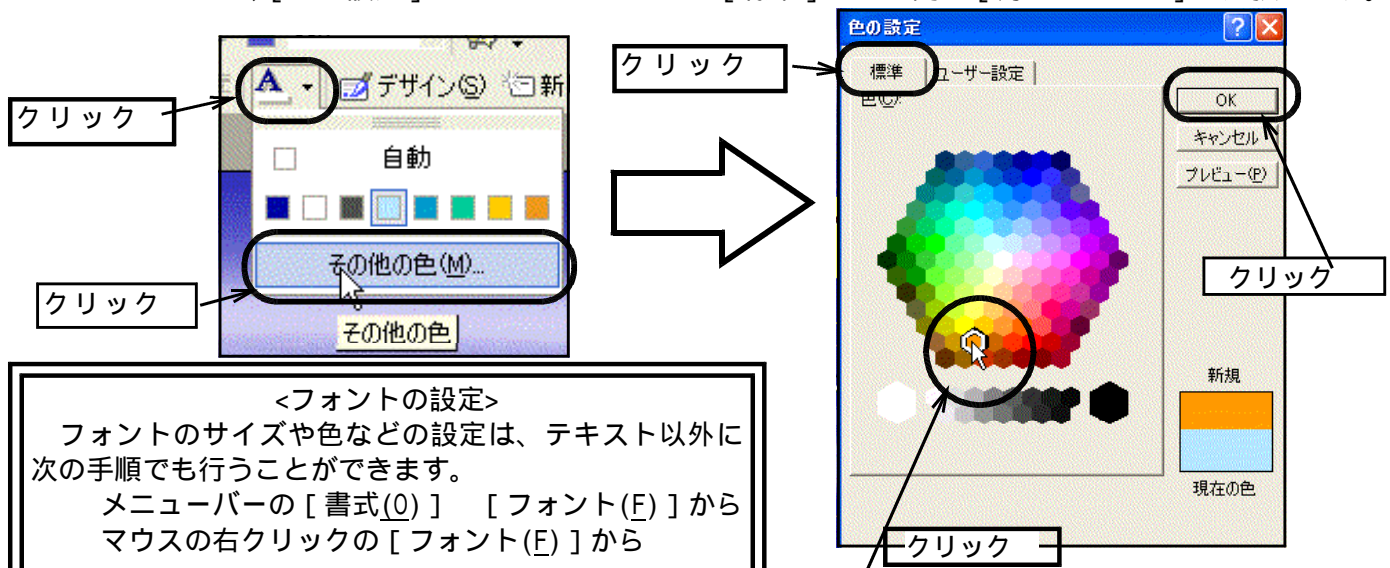 クリック
A
デザイン(S)
新
自動
その他の色(M)...
その他の色
クリック
<フォントの設定>
フォントのサイズや色などの設定は、テキスト以外に
次の手順でも行うことができます。
メニューバーの[書式(O)] [フォント(F)]から
マウスの右クリックの[フォント(F)]から
クリック
色の設定
標準
ユーザー設定
色(C):
OK
キャンセル
プレビュー(P)
クリック
新規
現在の色
クリック